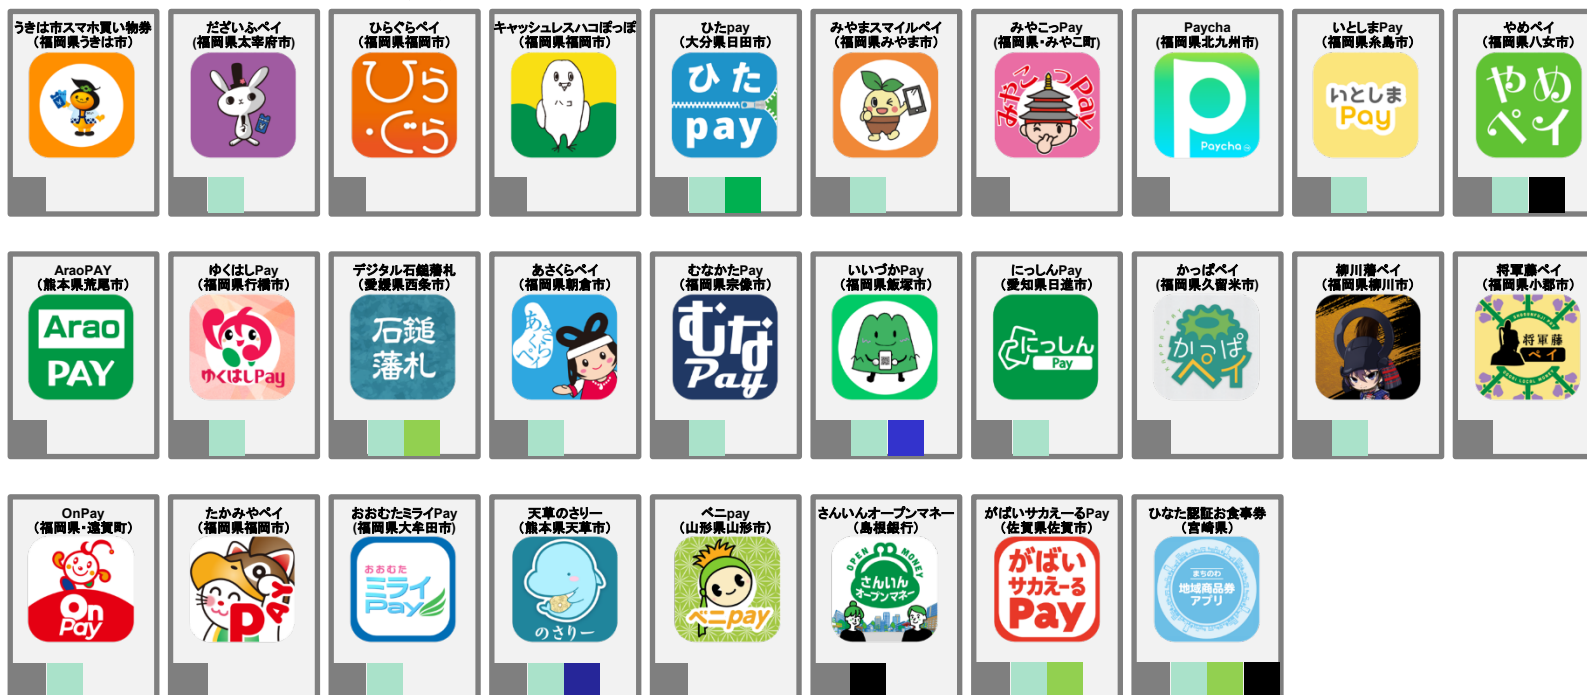 うきは市スマホ買い物券
（福岡県うきは市）
だざいふペイ
(福岡県太宰府市)
ひらぐらペイ
（福岡県福岡市）
ひら
・ぐら
キャッシュレスハコぽっぽ
（福岡県福岡市）
ハコ
ひたpay
（大分県日田市）
ひた
pay
みやまスマイルペイ
（福岡県みやま市）
みやこっPay
(福岡県・みやこ町)
みやこっPay
Paycha
(福岡県北九州市)
Paycha
いとしまPay
（福岡県糸島市）
いとしま
Pay
やめペイ
（福岡県八女市）
やめ
ペイ
AraoPAY
（熊本県荒尾市）
Arao
PAY
ゆくはしPay
（福岡県行橋市）
ゆくはしPay
デジタル石鎚藩札
（愛媛県西条市）
石鎚
藩札
あさくらペイ
（福岡県朝倉市）
あさくらペイ
むなかたPay
（福岡県宗像市）
むな
Pay
いいづかPay
（福岡県飯塚市）
にっしんPay
（愛知県日進市）
にっしん
Pay
かっぱペイ
(福岡県久留米市)
かっぱ
ペイ
柳川藩ペイ
（福岡県柳川市）
将軍藤ペイ
（福岡県小郡市）
将軍藤
ペイ
OnPay
（福岡県・遠賀町）
On
Pay
たかみやペイ
（福岡県福岡市）
PAY
おおむたミライPay
(福岡県大牟田市)
おおむた
ミライ
Pay
天草のさりー
（熊本県天草市）
のさりー
ベニpay
（山形県山形市）
ベニpay
さんいんオープンマネー
（島根銀行）
OPEN MONEY
さんいん
オープンマネー
がばいサカえーるPay
（佐賀県佐賀市）
がばい
サカえーる
Pay
ひなた認証お食事券
（宮崎県）
まちのわ
地域商品券
アプリ